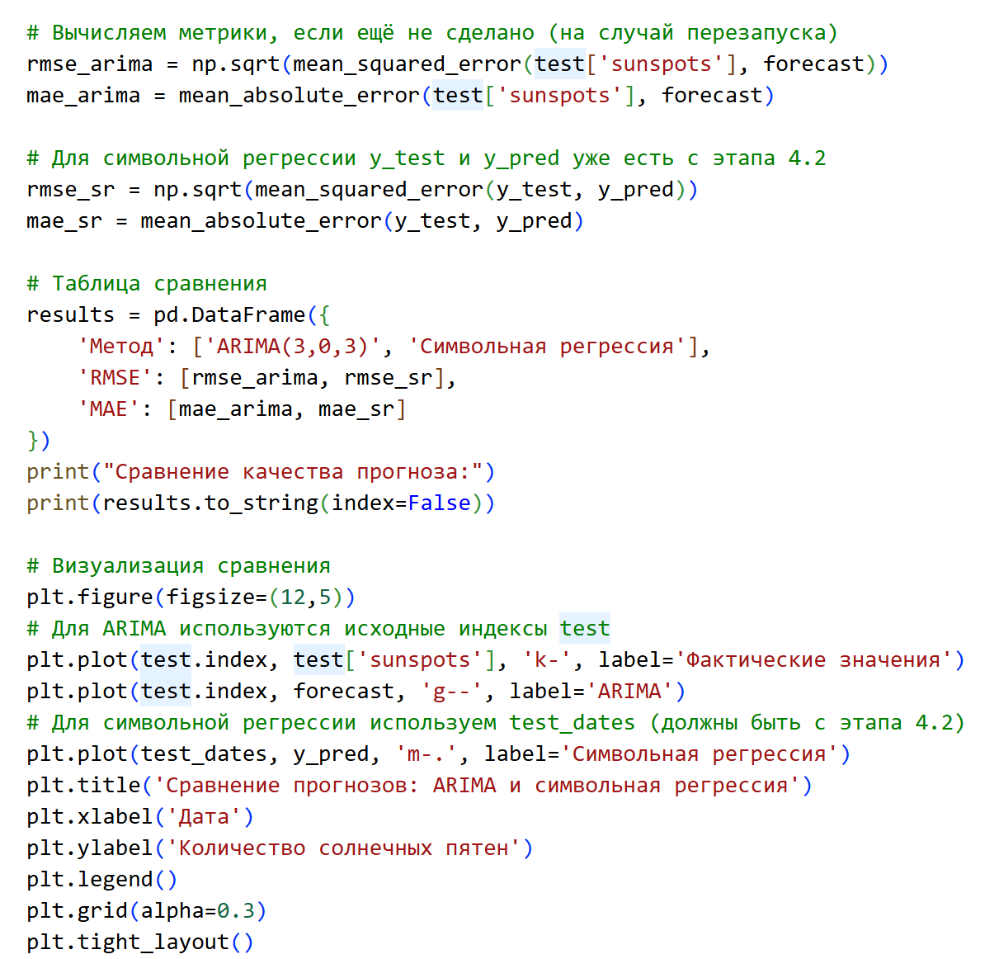 # Вычисляем метрики, если ещё не сделано (на случай перезапуска)
rmse_arima = np.sqrt(mean_squared_error(test['sunspots'], forecast))
mae_arima = mean_absolute_error(test['sunspots'], forecast)

# Для символьной регрессии y_test и y_pred уже есть с этапа 4.2
rmse_sr = np.sqrt(mean_squared_error(y_test, y_pred))
mae_sr = mean_absolute_error(y_test, y_pred)

# Таблица сравнения
results = pd.DataFrame({
    'Метод': ['ARIMA(3,0,3)', 'Символьная регрессия'],
    'RMSE': [rmse_arima, rmse_sr],
    'MAE': [mae_arima, mae_sr]
})
print("Сравнение качества прогноза:")
print(results.to_string(index=False))

# Визуализация сравнения
plt.figure(figsize=(12,5))
# Для ARIMA используются исходные индексы test
plt.plot(test.index, test['sunspots'], 'k-', label='Фактические значения')
plt.plot(test.index, forecast, 'g--', label='ARIMA')
# Для символьной регрессии используем test_dates (должны быть с этапа 4.2)
plt.plot(test_dates, y_pred, 'm-.', label='Символьная регрессия')
plt.title('Сравнение прогнозов: ARIMA и символьная регрессия')
plt.xlabel('Дата')
plt.ylabel('Количество солнечных пятен')
plt.legend()
plt.grid(alpha=0.3)
plt.tight_layout()